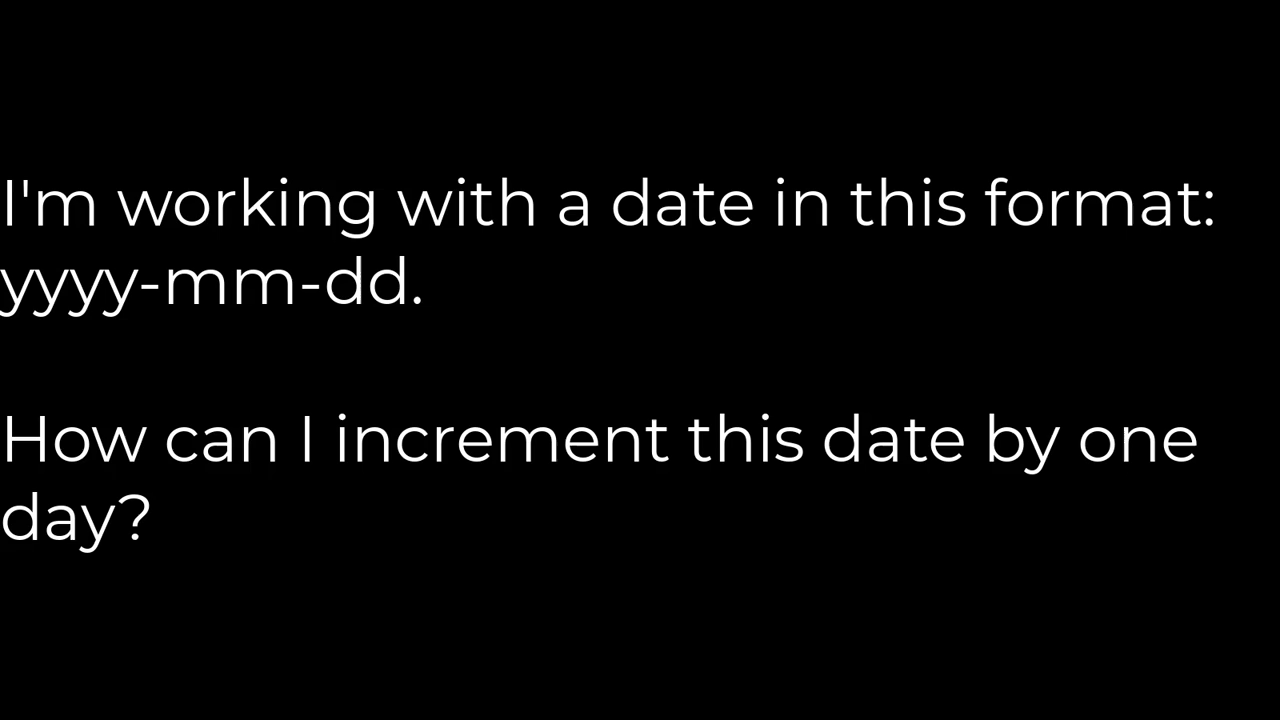 I'm working with a date in this format:
yyyy-mm-dd.
How can I increment this date by one
day?